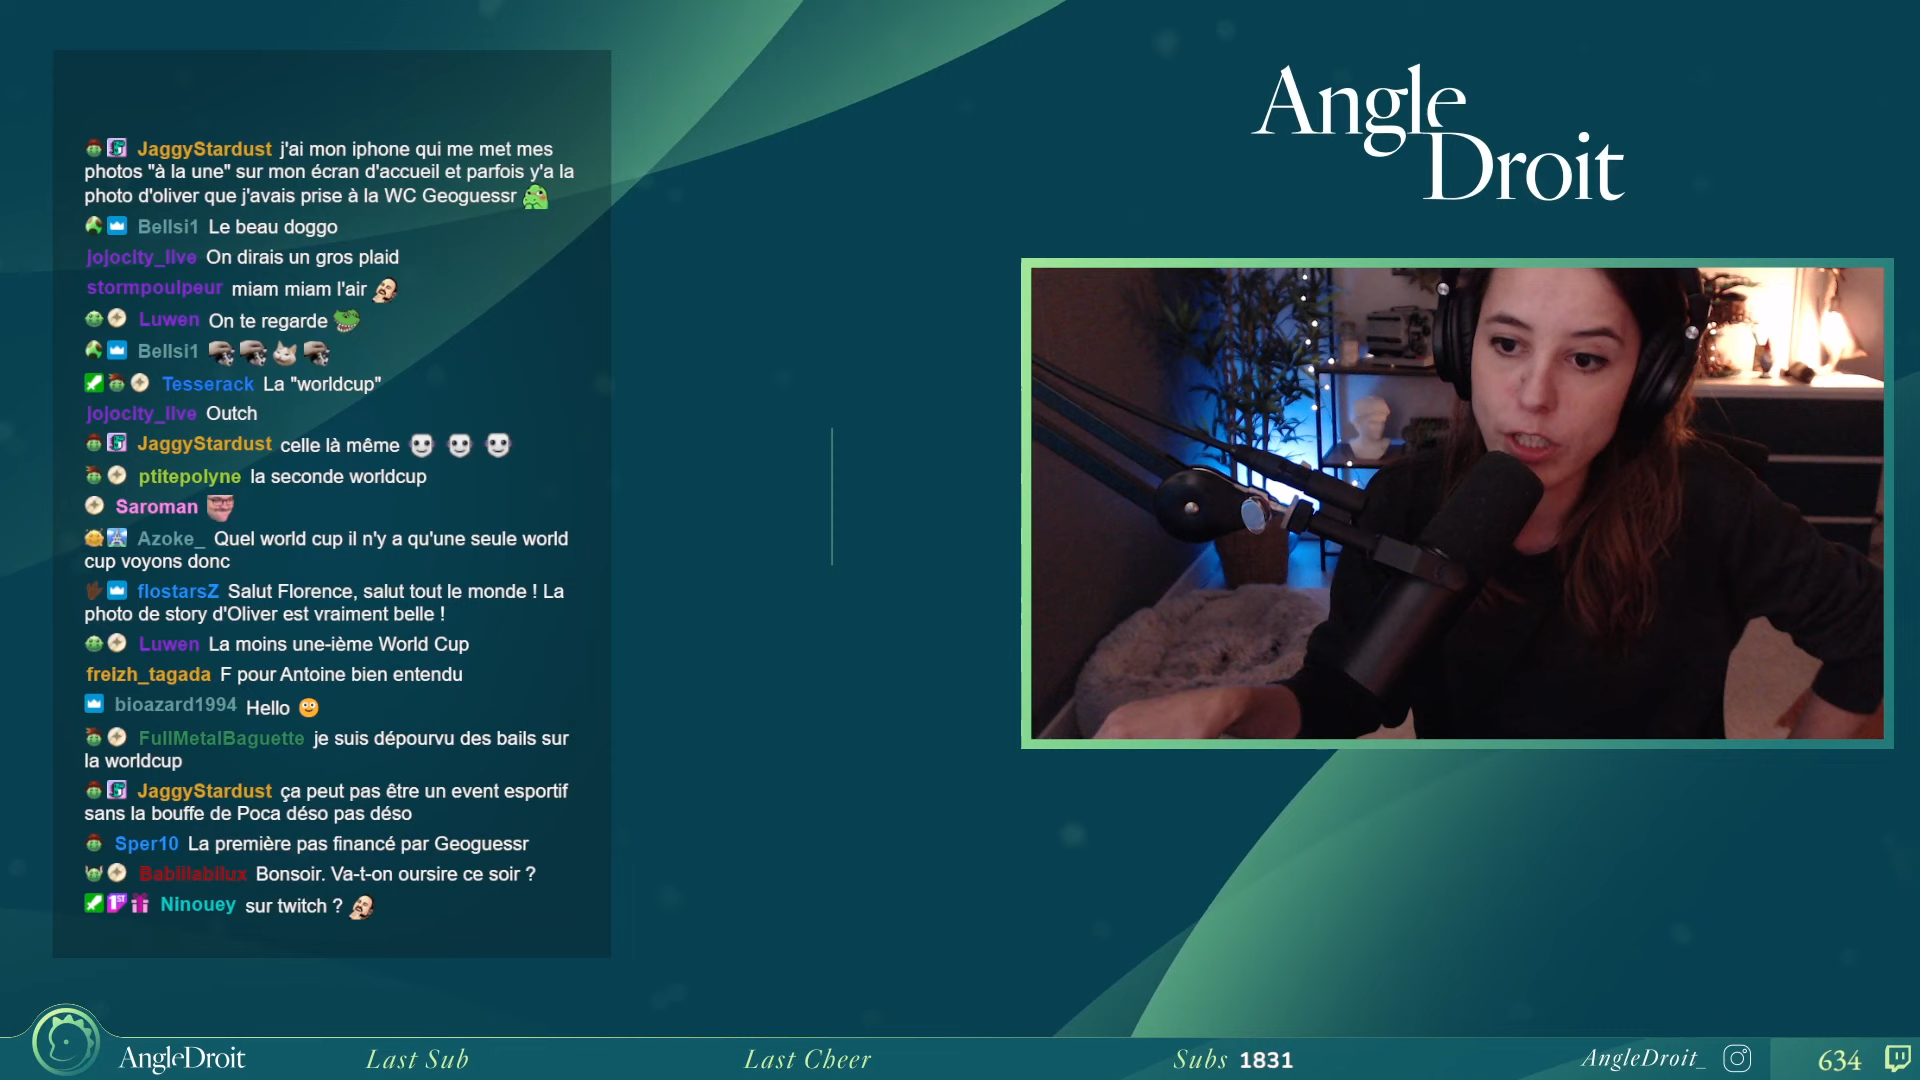 JaggyStardust j'ai mon iphone qui me met mes
photos "à la une" sur mon écran d'accueil et parfois y'a la
photo d'oliver que j'avais prise à la WC Geoguessr
Bellsi1 Le beau doggo
jojocity_live On dirais un gros plaid
stormpoulpeur miam miam l'air
Luwen On te regarde
Bellsi1
Tesserack La "worldcup"
jojocity_live Outch
JaggyStardust celle là même
ptitepolyne la seconde worldcup
Saroman
Azoke_ Quel world cup il n'y a qu'une seule world
cup voyons donc
flostarsZ Salut Florence, salut tout le monde ! La
photo de story d'Oliver est vraiment belle !
Luwen La moins une-ième World Cup
freizh_tagada F pour Antoine bien entendu
bioazard1994 Hello
FullMetalBaguette je suis dépourvu des bails sur
la worldcup
JaggyStardust ça peut pas être un event esportif
sans la bouffe de Poca déso pas déso
Sper10 La première pas financé par Geoguessr
Babillabilux Bonsoir. Va-t-on oursire ce soir ?
1ST Ninouey sur twitch ?
Angle
Droit
AngleDroit
Last Sub
Last Cheer
Subs 1831
AngleDroit_
634